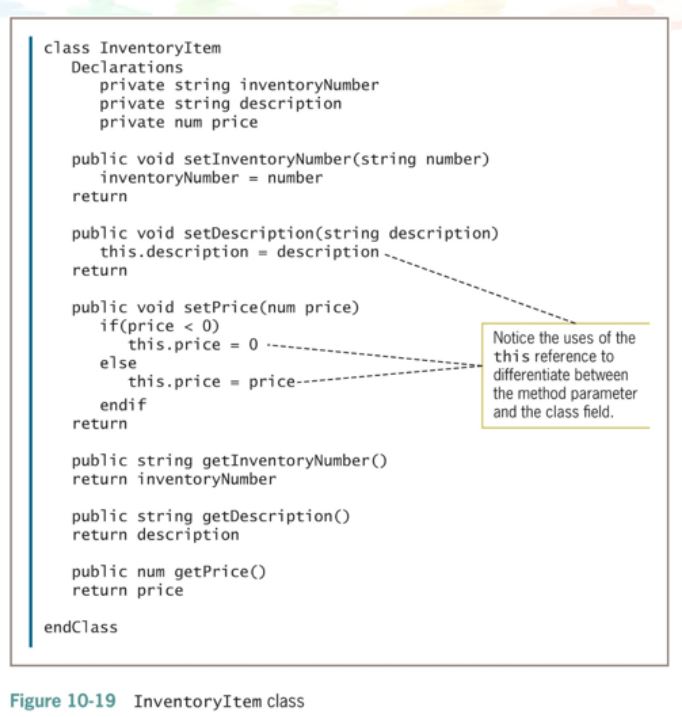 class InventoryItem
Declarations
private string inventoryNumber
private string description
private num price
public void setInventoryNumber(string number)
inventoryNumber = number
return
public void setDescription(string description)
this.description = description
return
public void setPrice(num price)
if(price < 0)
this.price = 0
else
this.price = price
endif
return
public string getInventoryNumber()
return inventoryNumber
public string getDescription()
return description
public num getPrice()
return price
endClass
Notice the uses of the
this reference to
differentiate between
the method parameter
and the class field.
Figure 10-19 InventoryItem class